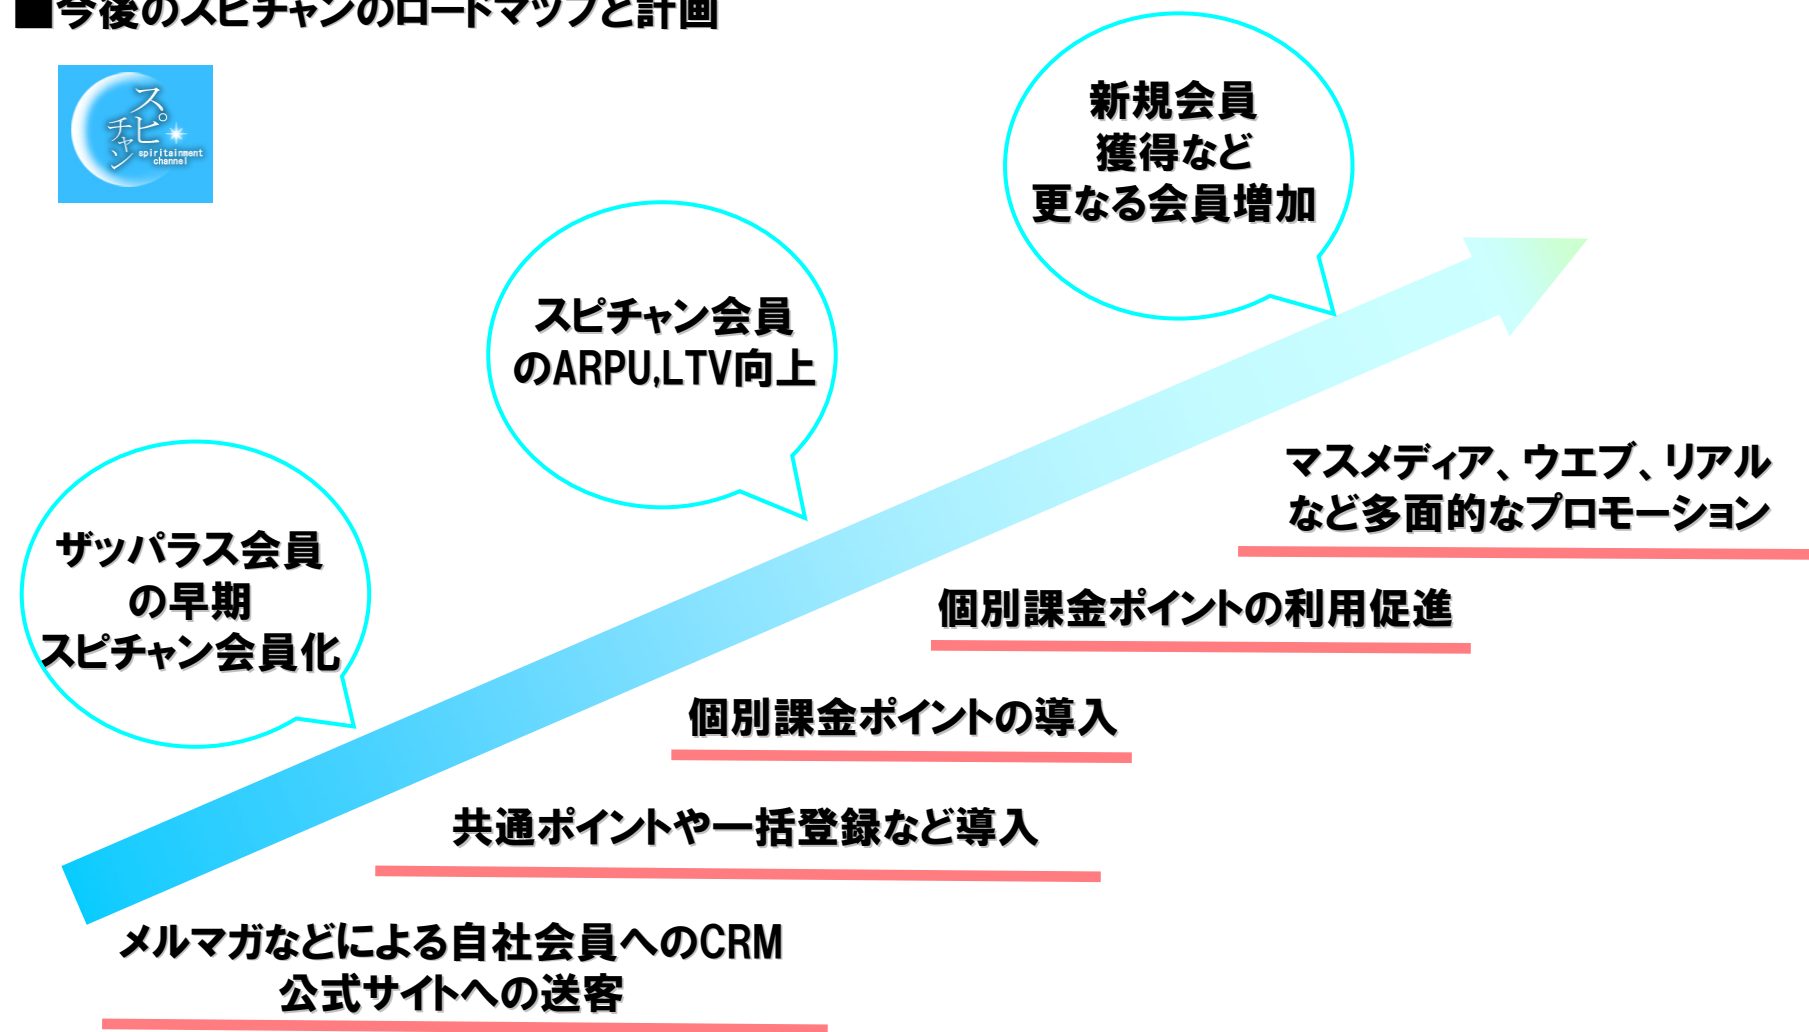 ■今後のスピチャンのロードマップと計画
スピ
チャン
spiritainment
channel
新規会員
獲得など
更なる会員増加
スピチャン会員
のARPU,LTV向上
ザッパラス会員
の早期
スピチャン会員化
マスメディア、ウエブ、リアル
など多面的なプロモーション
個別課金ポイントの利用促進
個別課金ポイントの導入
共通ポイントや一括登録など導入
メルマガなどによる自社会員へのCRM
公式サイトへの送客